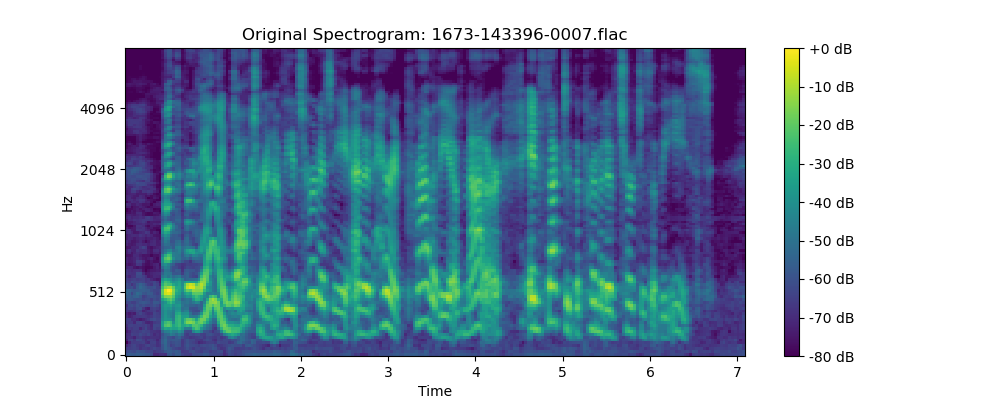 Original Spectrogram: 1673-143396-0007.flac
Hz
4096
2048
1024
512
0
0 1 2 3 4 5 6 7
Time
+0 dB
-10 dB
-20 dB
-30 dB
-40 dB
-50 dB
-60 dB
-70 dB
-80 dB